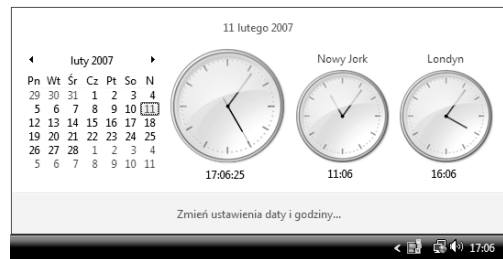 11 lutego 2007
luty 2007
Pn Wt Śr Cz Pt So N
29 30 31 1 2 3 4
5 6 7 8 9 10 11
12 13 14 15 16 17 18
19 20 21 22 23 24 25
26 27 28 1 2 3 4
5 6 7 8 9 10 11
17:06:25
Nowy Jork
11:06
Londyn
16:06
Zmień ustawienia daty i godziny...
17:06